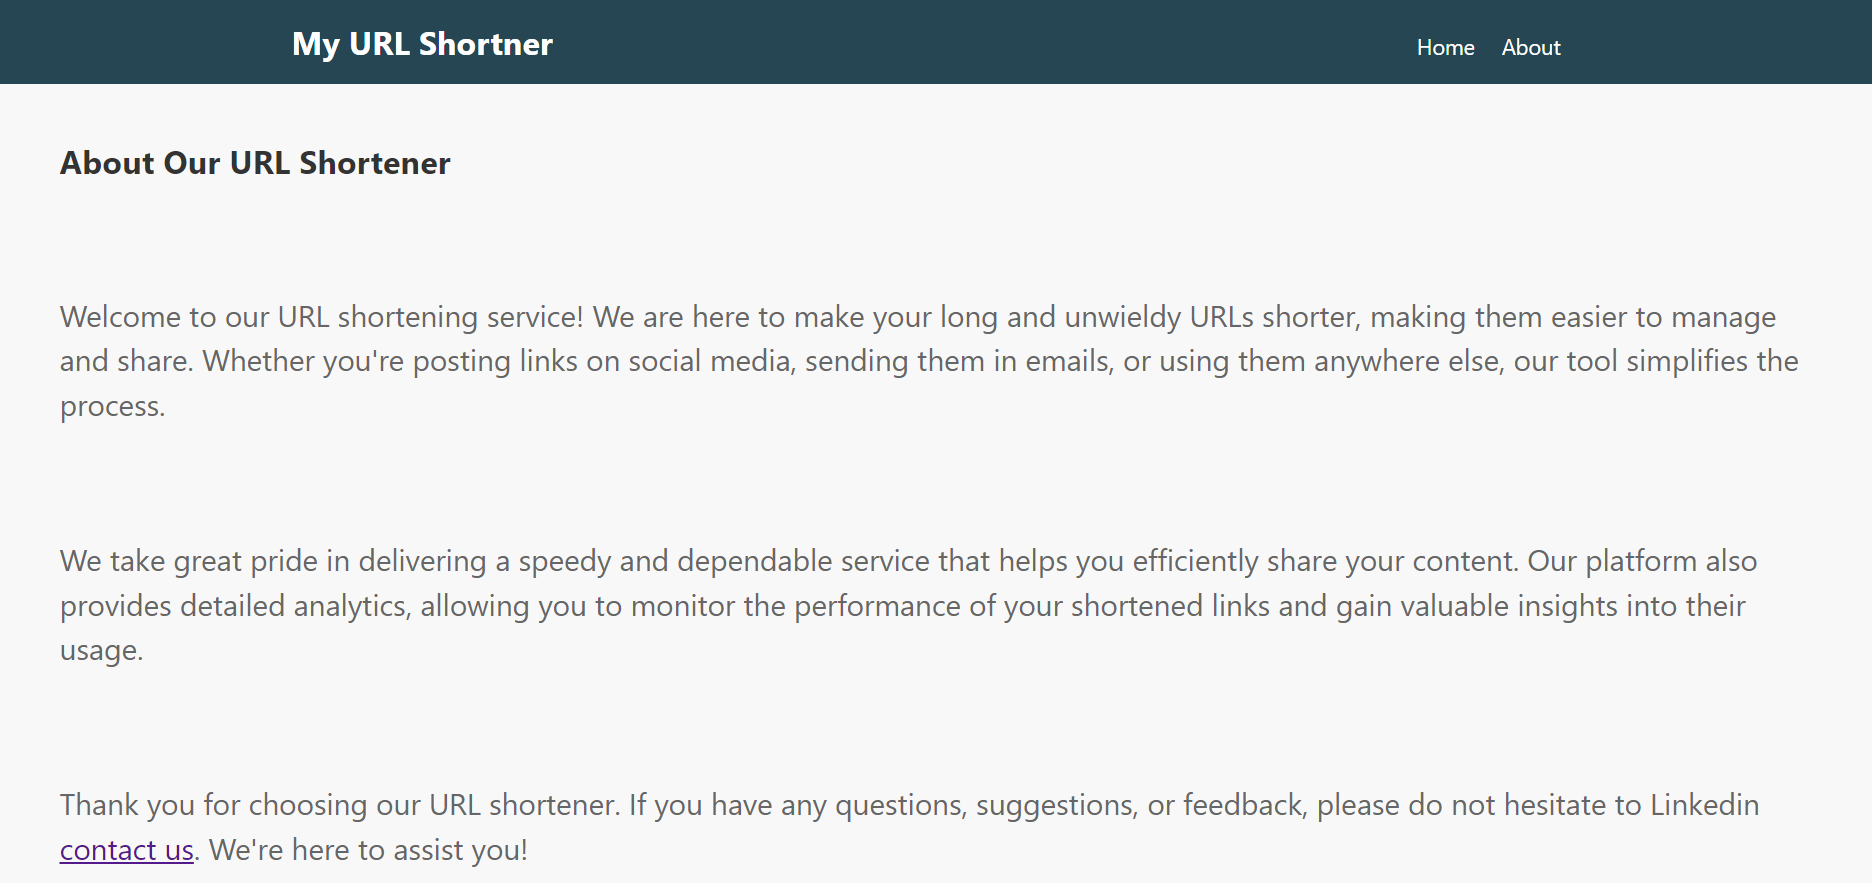 My URL Shortner
Home About
About Our URL Shortener
Welcome to our URL shortening service! We are here to make your long and unwieldy URLs shorter, making them easier to manage
and share. Whether you're posting links on social media, sending them in emails, or using them anywhere else, our tool simplifies the
process.
We take great pride in delivering a speedy and dependable service that helps you efficiently share your content. Our platform also
provides detailed analytics, allowing you to monitor the performance of your shortened links and gain valuable insights into their
usage.
Thank you for choosing our URL shortener. If you have any questions, suggestions, or feedback, please do not hesitate to Linkedin
contact us. We're here to assist you!